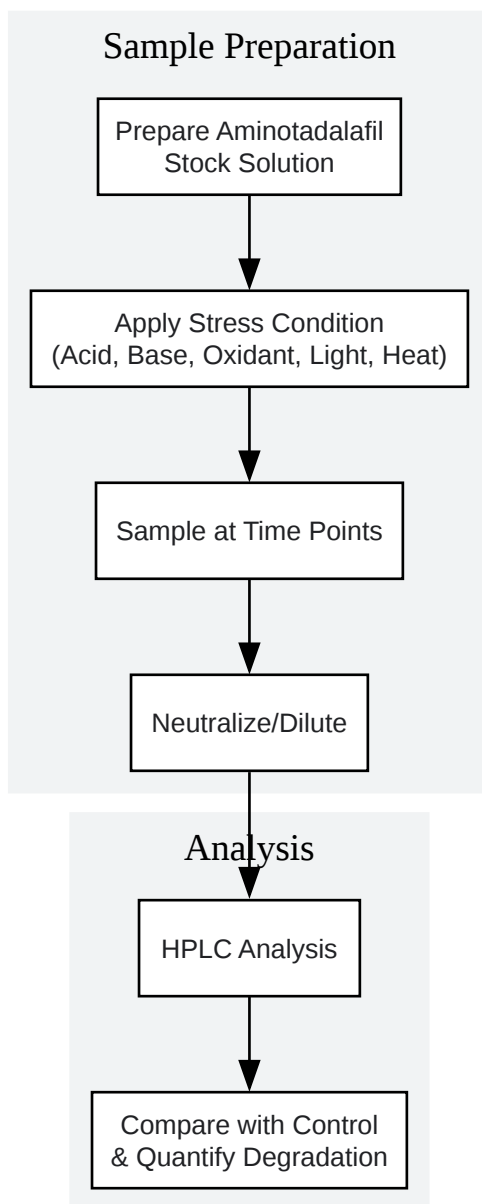 Sample Preparation
Prepare Aminotadalafil
Stock Solution
Apply Stress Condition
(Acid, Base, Oxidant, Light, Heat)
Sample at Time Points
Neutralize/Dilute
Analysis
HPLC Analysis
Compare with Control
& Quantify Degradation